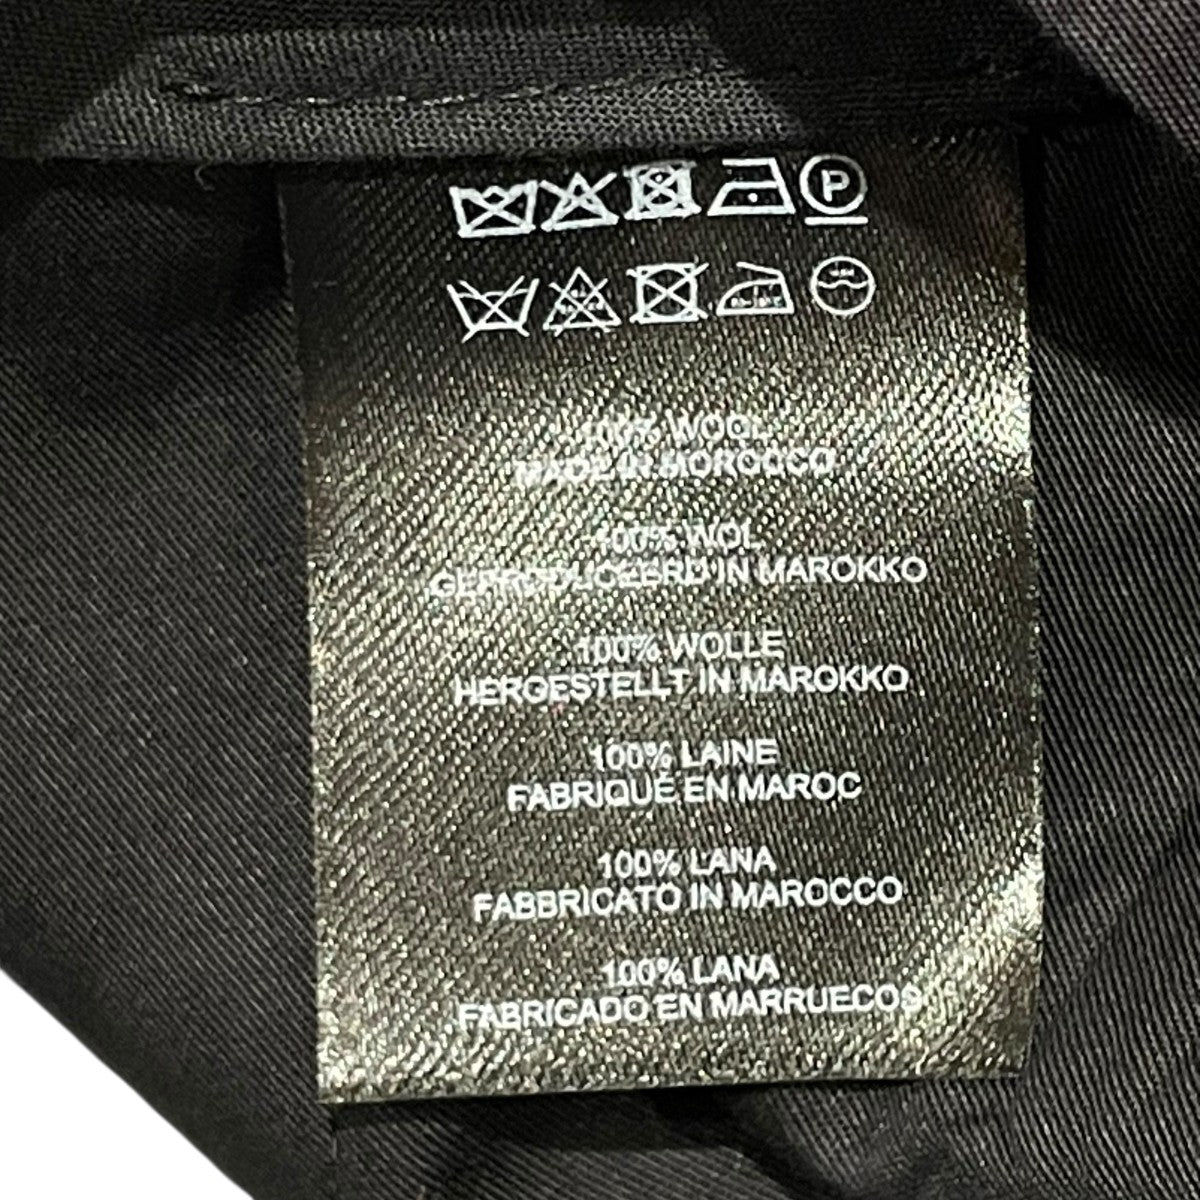 P
100% WOOL
MADE IN MOROCCO
100% WOL
GEPRODUCEERD IN MAROKKO
100% WOLLE
HERGESTELLT IN MAROKKO
100% LAINE
FABRIQUÉ EN MAROC
100% LANA
FABBRICATO IN MAROCCO
100% LANA
FABRICADO EN MARRUECOS